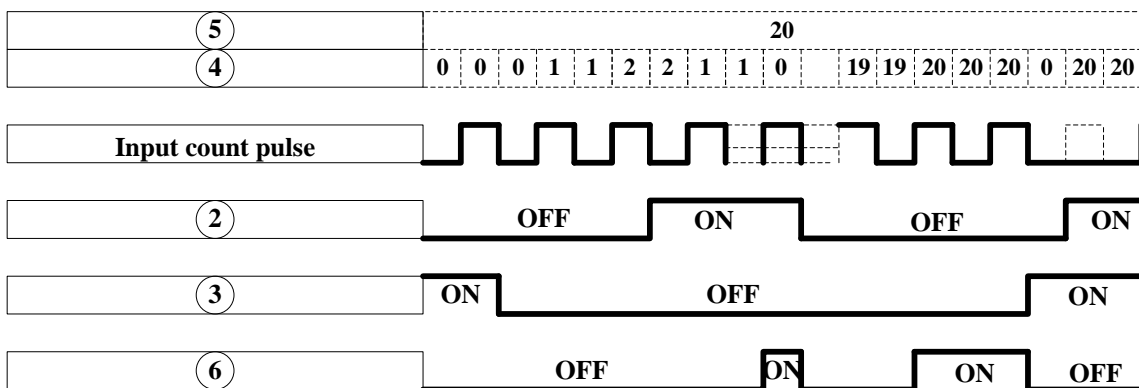 ⑤ 20
④ 0 0 0 1 1 2 2 1 1 0 19 19 20 20 20 0 20 20
Input count pulse
② OFF ON OFF ON
③ ON OFF ON
⑥ OFF ON ON OFF